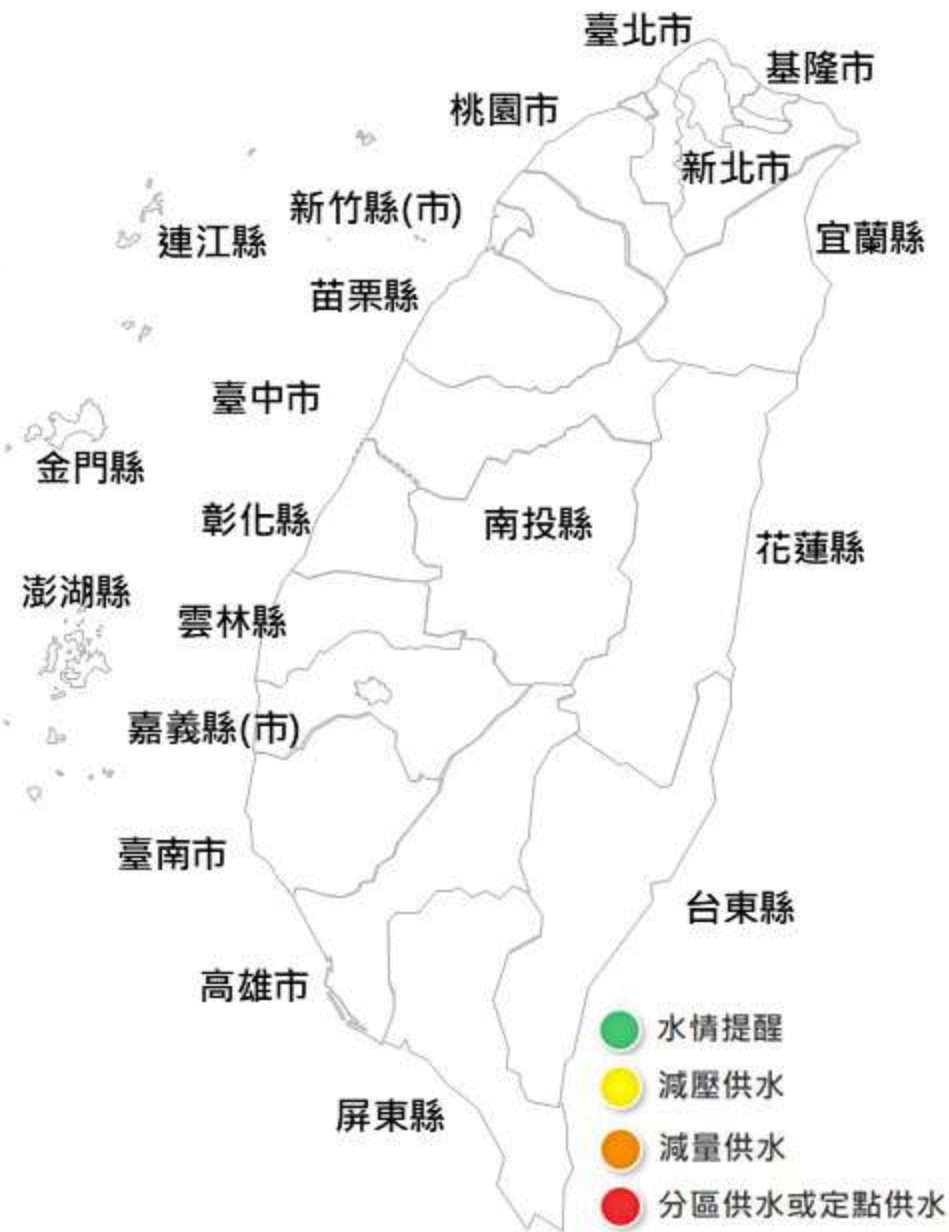 臺北市
基隆市
桃園市
新北市
新竹縣(市)
連江縣
宜蘭縣
苗栗縣
臺中市
金門縣
彰化縣
南投縣
花蓮縣
澎湖縣
雲林縣
嘉義縣(市)
臺南市
台東縣
高雄市
水情提醒
減壓供水
屏東縣
減量供水
分區供水或定點供水